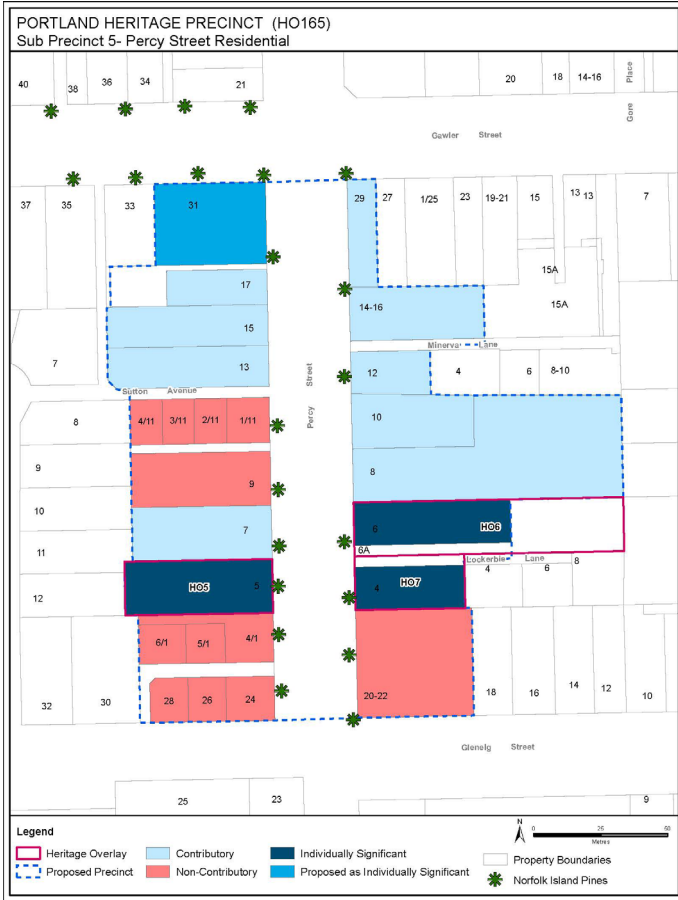 PORTLAND HERITAGE PRECINCT (HO165)
Sub Precinct 5- Percy Street Residential
40
38
36
34
21
20
18
14-16
Gore Place
Gawler Street
37
35
33
31
29
27
1/25
23
19-21
15
13
13
7
15A
17
14-16
15A
15
Minerva Lane
7
13
12
4
6
8-10
Percy Street
Sutton Avenue
8
4/11
3/11
2/11
1/11
10
9
9
8
10
7
6
HO6
11
6A
Lockerbie Lane
12
HO5
5
4
HO7
4
6
8
6/1
5/1
4/1
32
30
28
26
24
20-22
18
16
14
12
10
Glenelg Street
25
23
9
Legend
Heritage Overlay
Contributory
Individually Significant
Property Boundaries
Proposed Precinct
Non-Contributory
Proposed as Individually Significant
Norfolk Island Pines
N
0 25 50
Metres